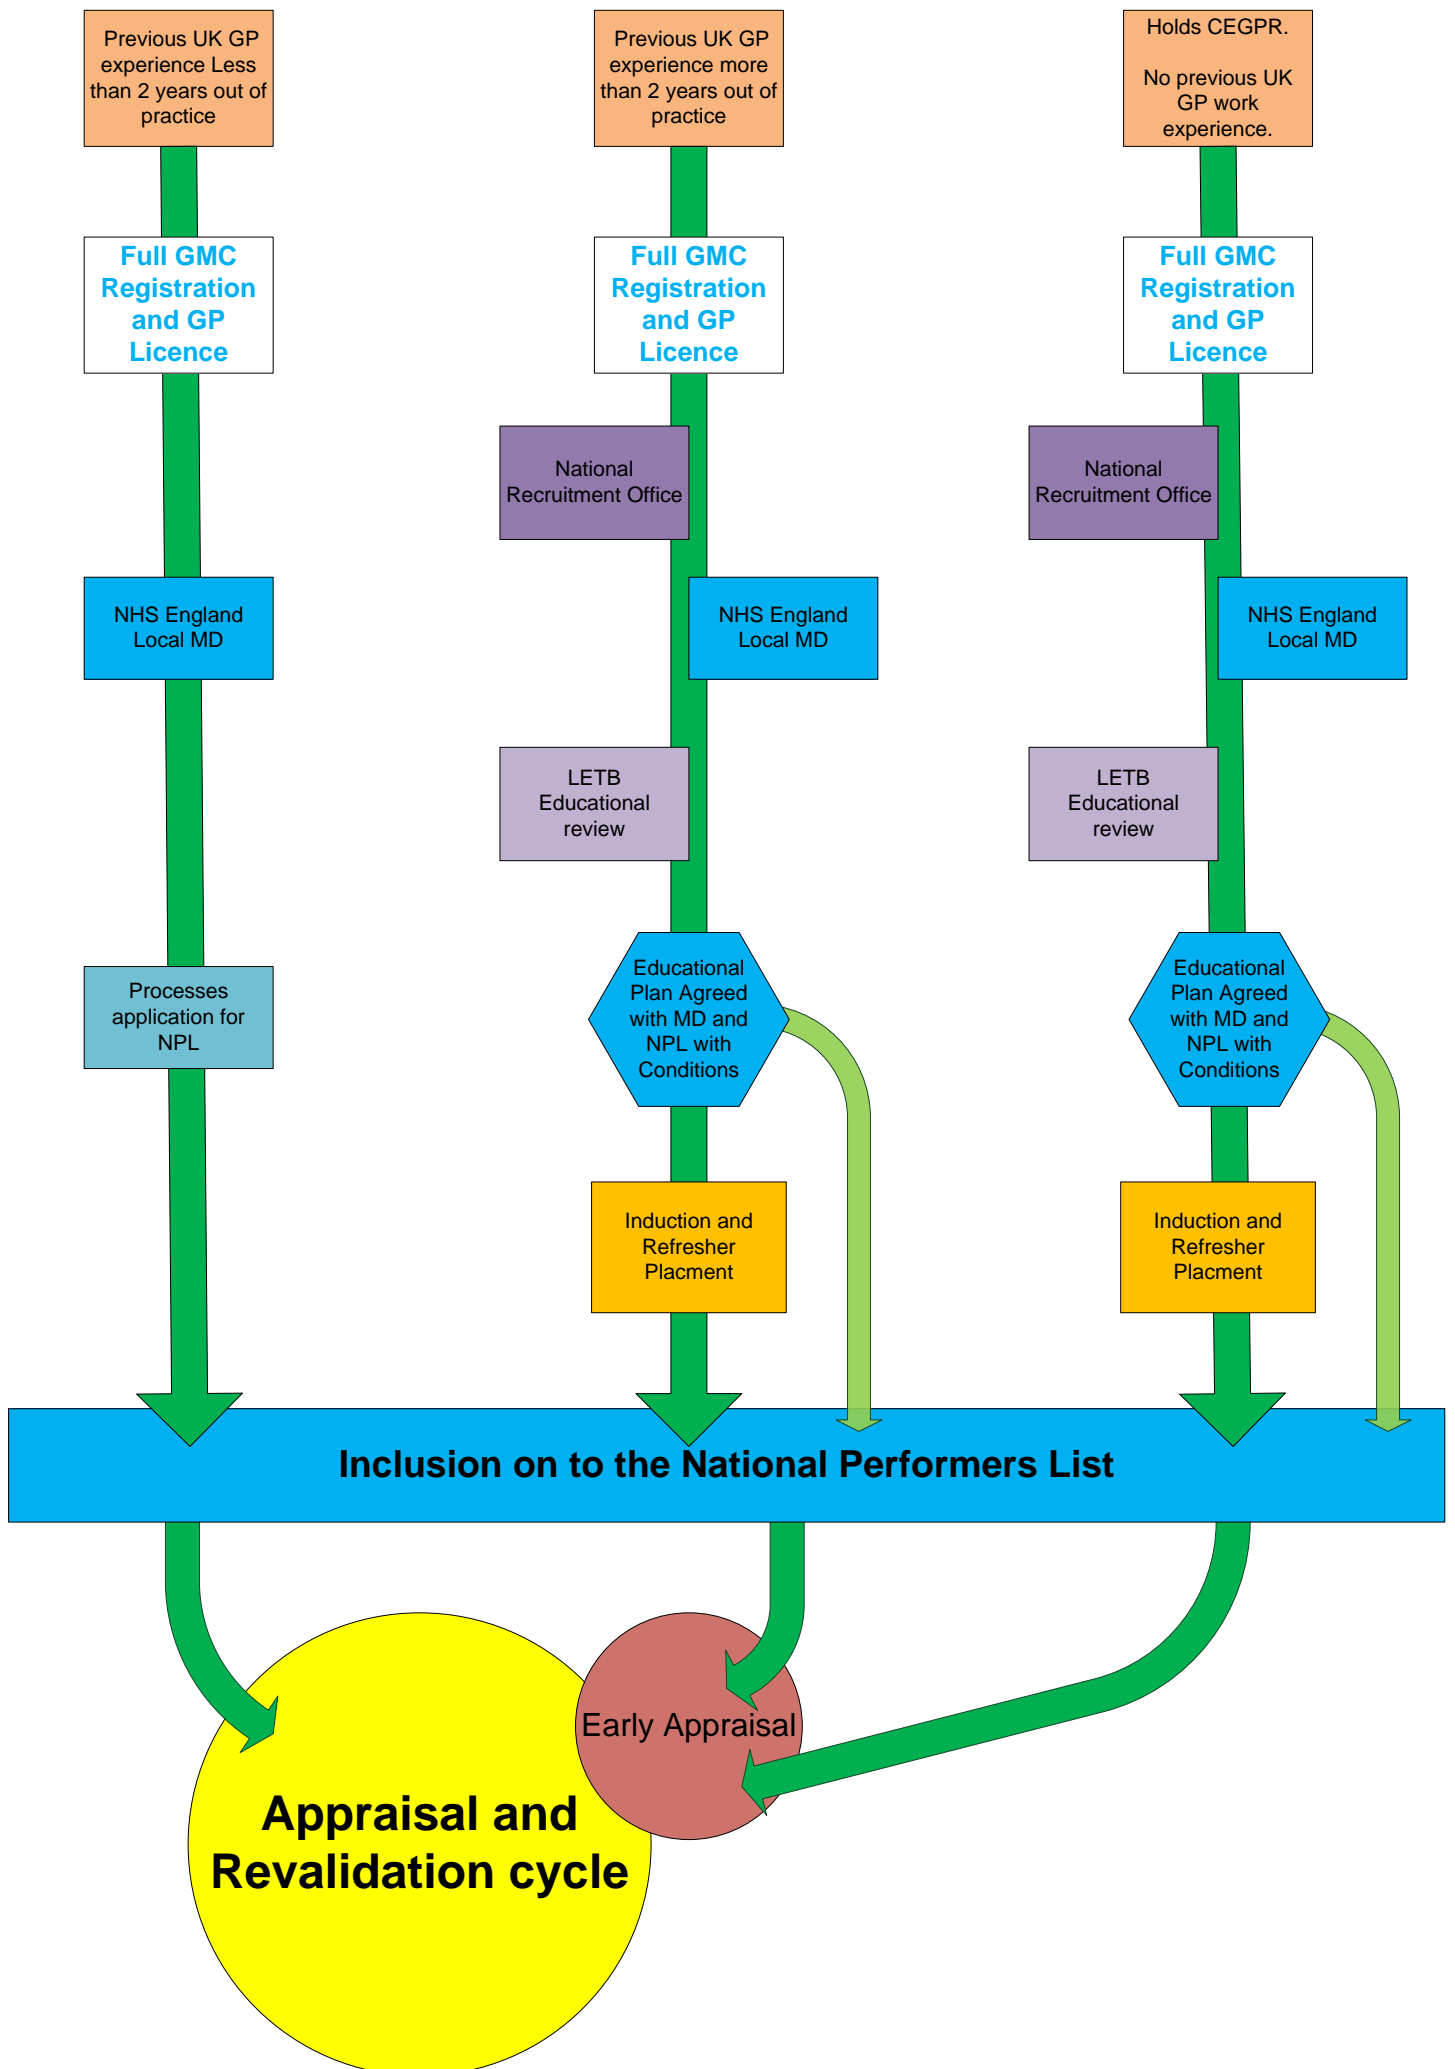 Previous UK GP
experience Less
than 2 years out of
practice
Previous UK GP
experience more
than 2 years out of
practice
Holds CEGPR.
No previous UK
GP work
experience.
Full GMC
Registration
and GP
Licence
Full GMC
Registration
and GP
Licence
Full GMC
Registration
and GP
Licence
National
Recruitment Office
National
Recruitment Office
NHS England
Local MD
NHS England
Local MD
NHS England
Local MD
LETB
Educational
review
LETB
Educational
review
Processes
application for
NPL
Educational
Plan Agreed
with MD and
NPL with
Conditions
Educational
Plan Agreed
with MD and
NPL with
Conditions
Induction and
Refresher
Placment
Induction and
Refresher
Placment
Inclusion on to the National Performers List
Early Appraisal
Appraisal and
Revalidation cycle